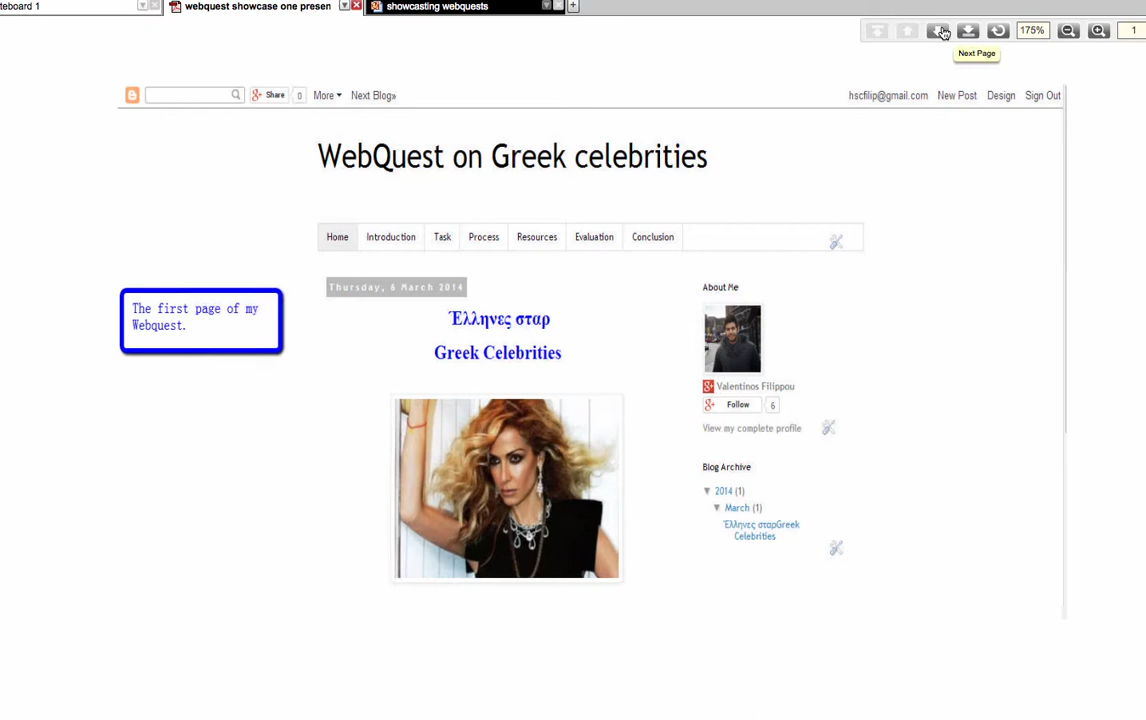 teboard 1
webquest showcase one presen
showcasing webquests
175%
1
Next Page
Share
0
More
Next Blog»
hscfilip@gmail.com
New Post
Design
Sign Out
WebQuest on Greek celebrities
Home
Introduction
Task
Process
Resources
Evaluation
Conclusion
The first page of my
Webquest.
Thursday, 6 March 2014
Έλληνες σταρ
Greek Celebrities
About Me
Valentinos Filippou
Follow
6
View my complete profile
Blog Archive
▼ 2014 (1)
▼ March (1)
Έλληνες σταρGreek
Celebrities